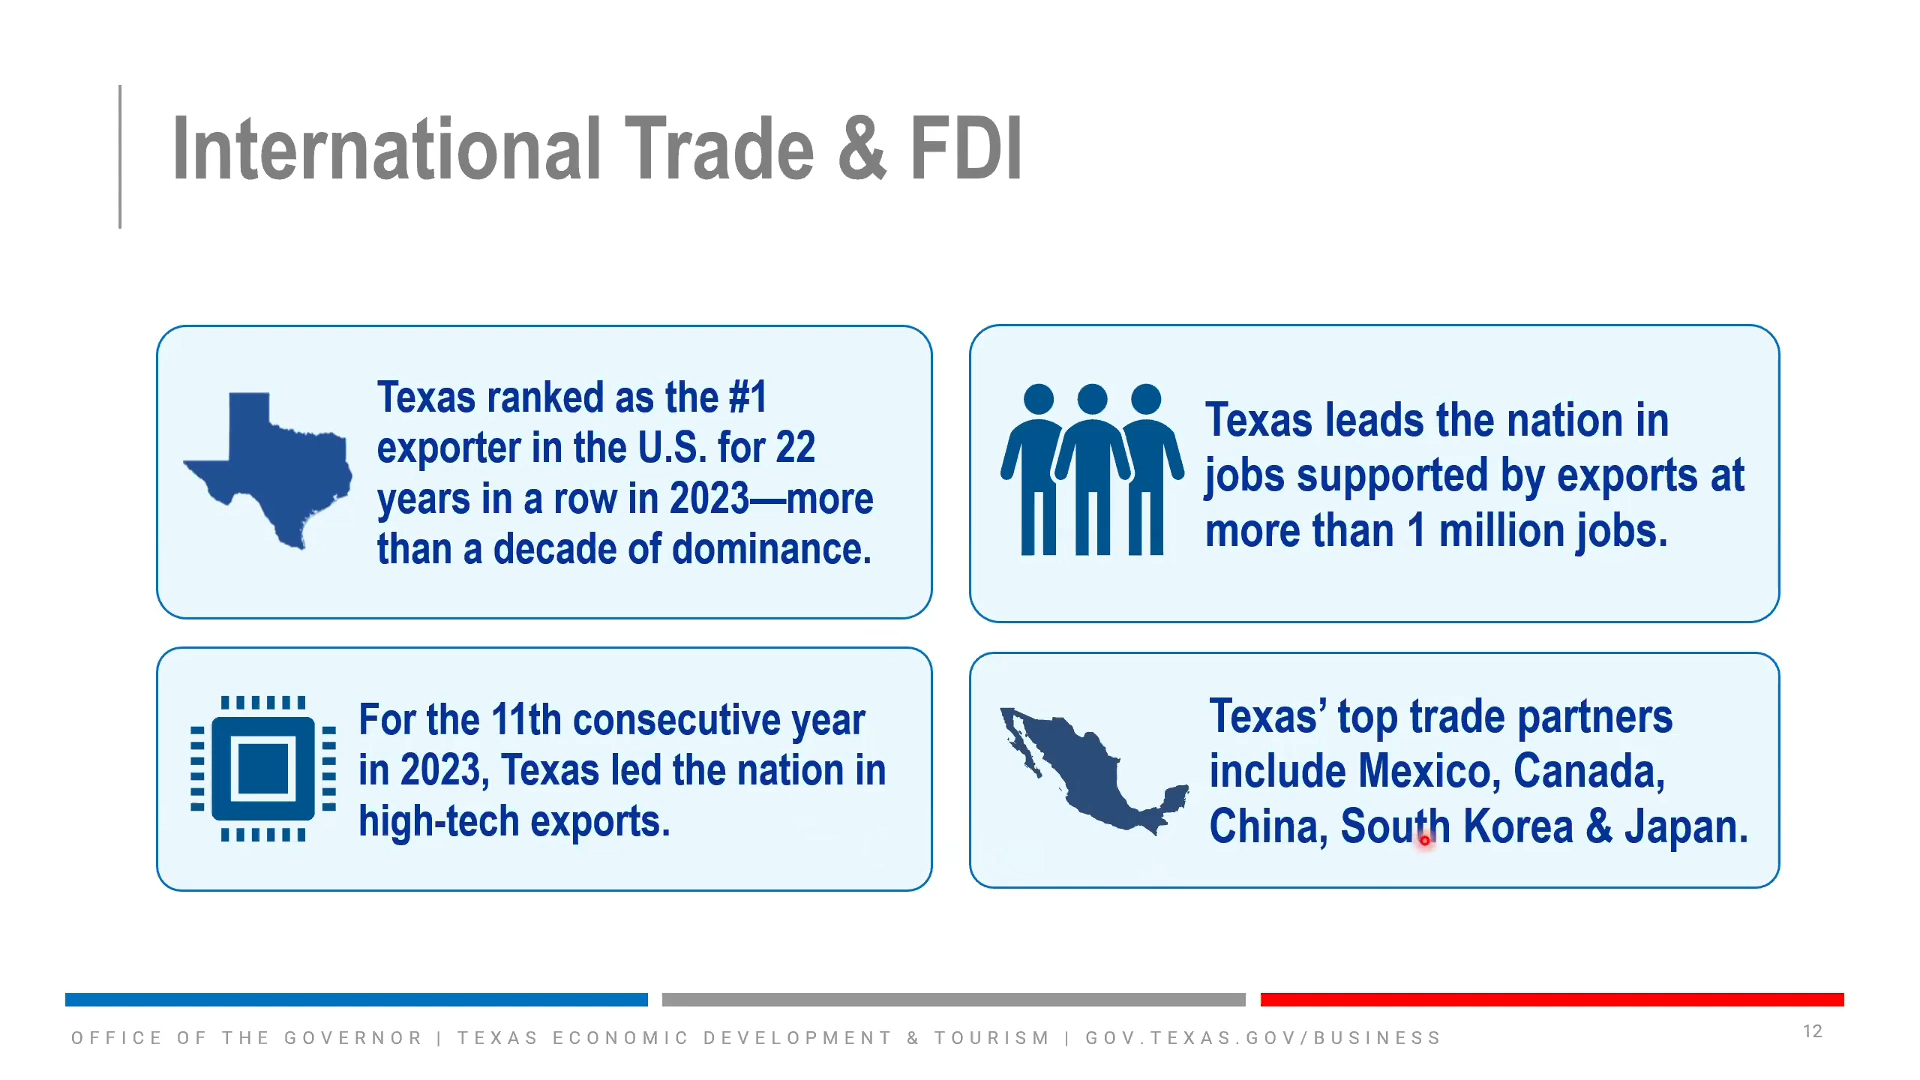 International Trade & FDI
Texas ranked as the #1
exporter in the U.S. for 22
years in a row in 2023—more
than a decade of dominance.
Texas leads the nation in
jobs supported by exports at
more than 1 million jobs.
For the 11th consecutive year
in 2023, Texas led the nation in
high-tech exports.
Texas’ top trade partners
include Mexico, Canada,
China, South Korea & Japan.
OFFICE OF THE GOVERNOR | TEXAS ECONOMIC DEVELOPMENT & TOURISM | GOV.TEXAS.GOV/BUSINESS
12